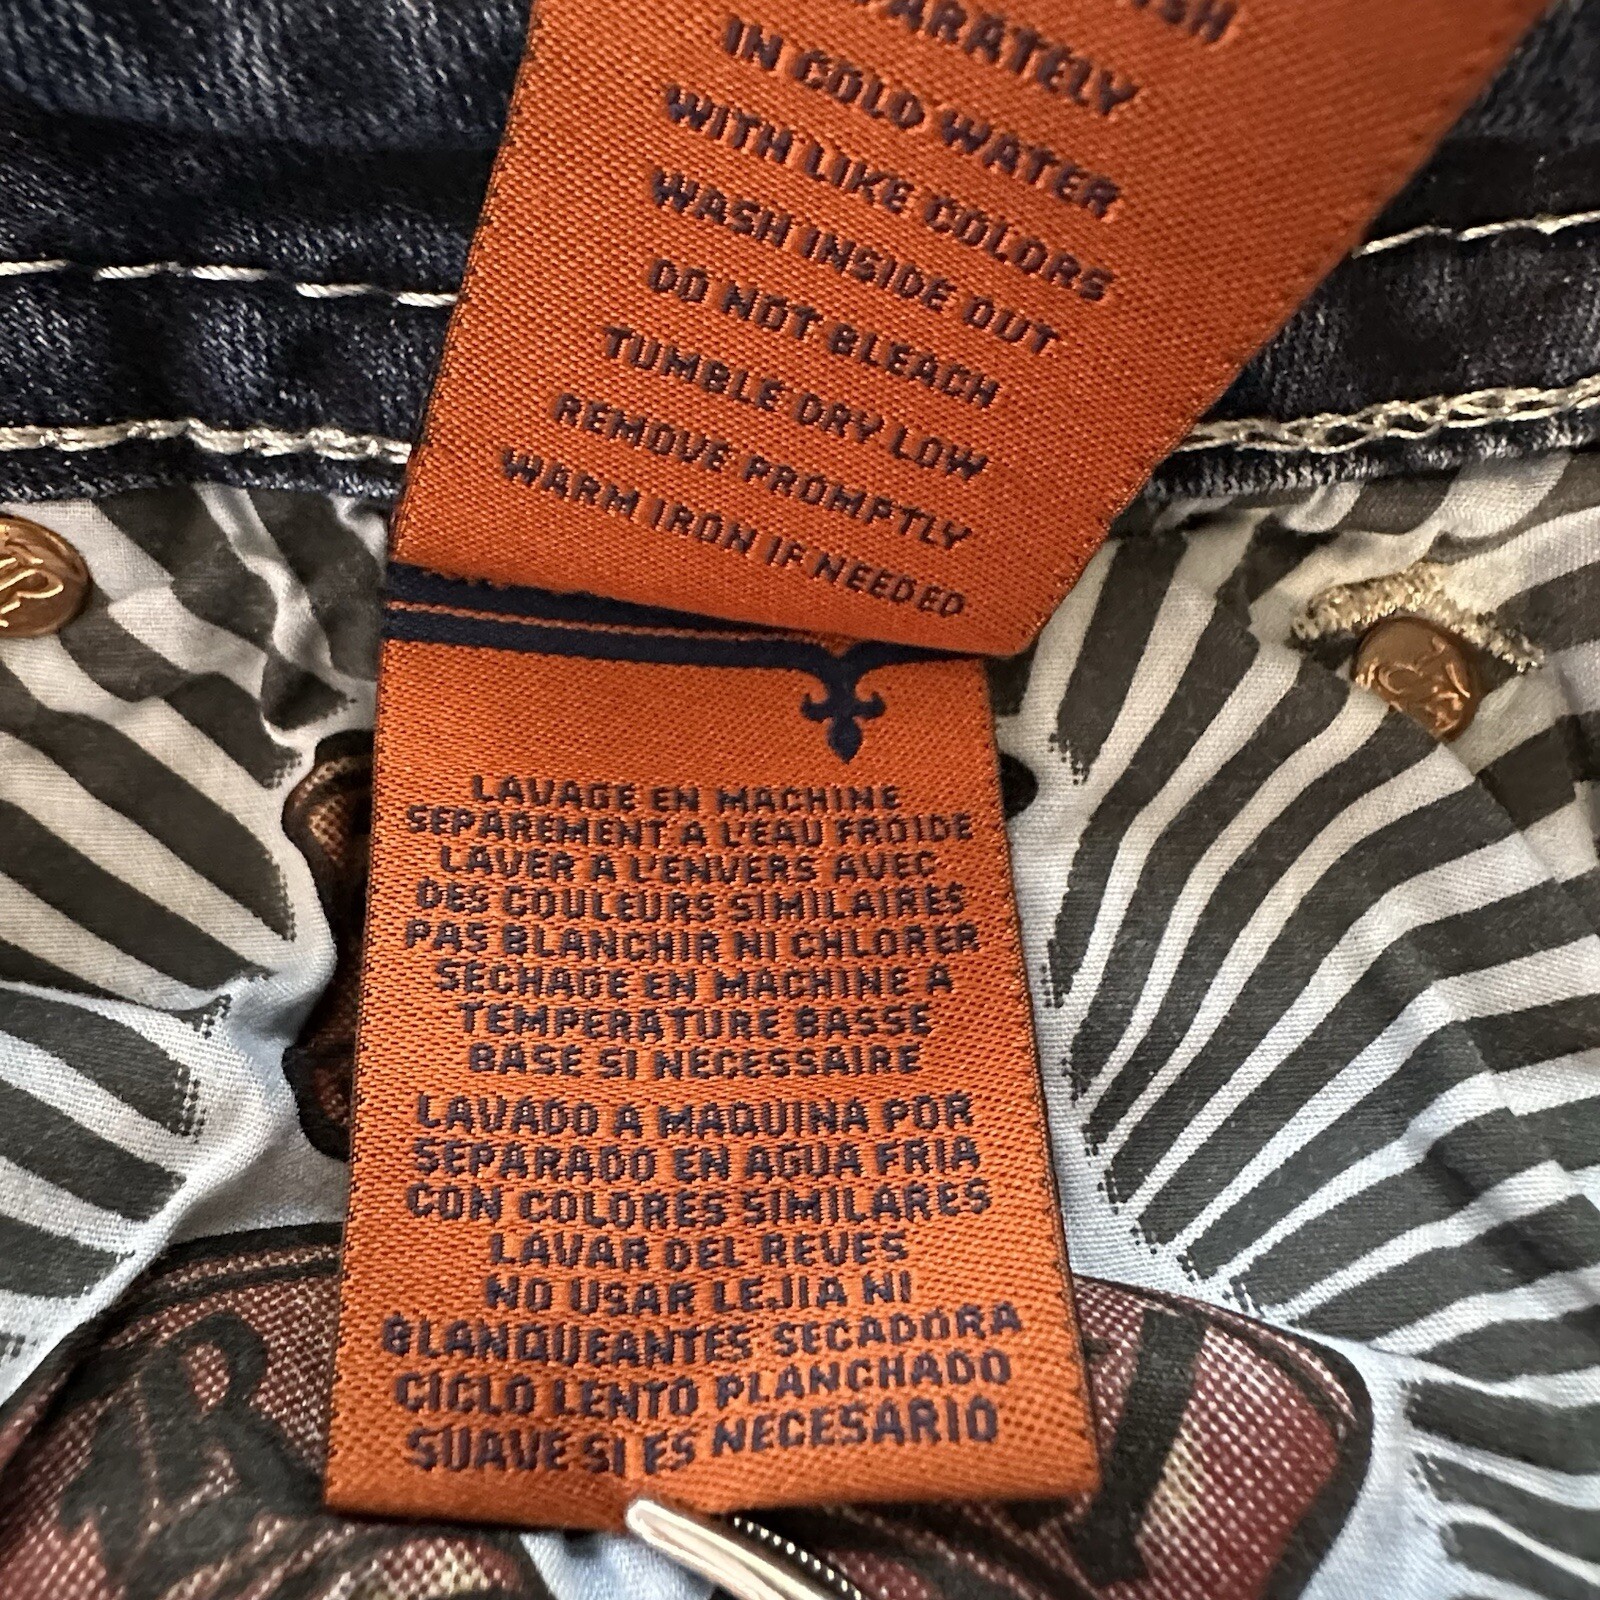 IN COLD WATER
WITH LIKE COLORS
WASH INSIDE OUT
DO NOT BLEACH
TUMBLE DRY LOW
REMOVE PROMPTLY
WARM IRON IF NEEDED
LAVAGE EN MACHINE
SEPAREMENT A L'EAU FROIDE
LAVER A L'ENVERS AVEC
DES COULEURS SIMILAIRES
PAS BLANCHIR NI CHLORER
SECHAGE EN MACHINE A
TEMPERATURE BASSE
BASE SI NECESSAIRE
LAVADO A MAQUINA POR
SEPARADO EN AGUA FRIA
CON COLORES SIMILARES
LAVAR DEL REVES
NO USAR LEJIA NI
BLANQUEANTES SECADORA
CICLO LENTO PLANCHADO
SUAVE SI ES NECESARIO